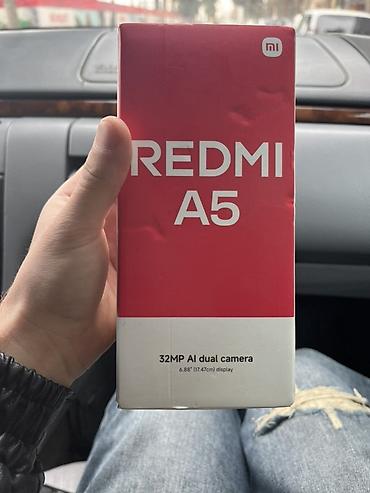 mi
REDMI
A5
32MP AI dual camera
6.88" (17.47cm) display